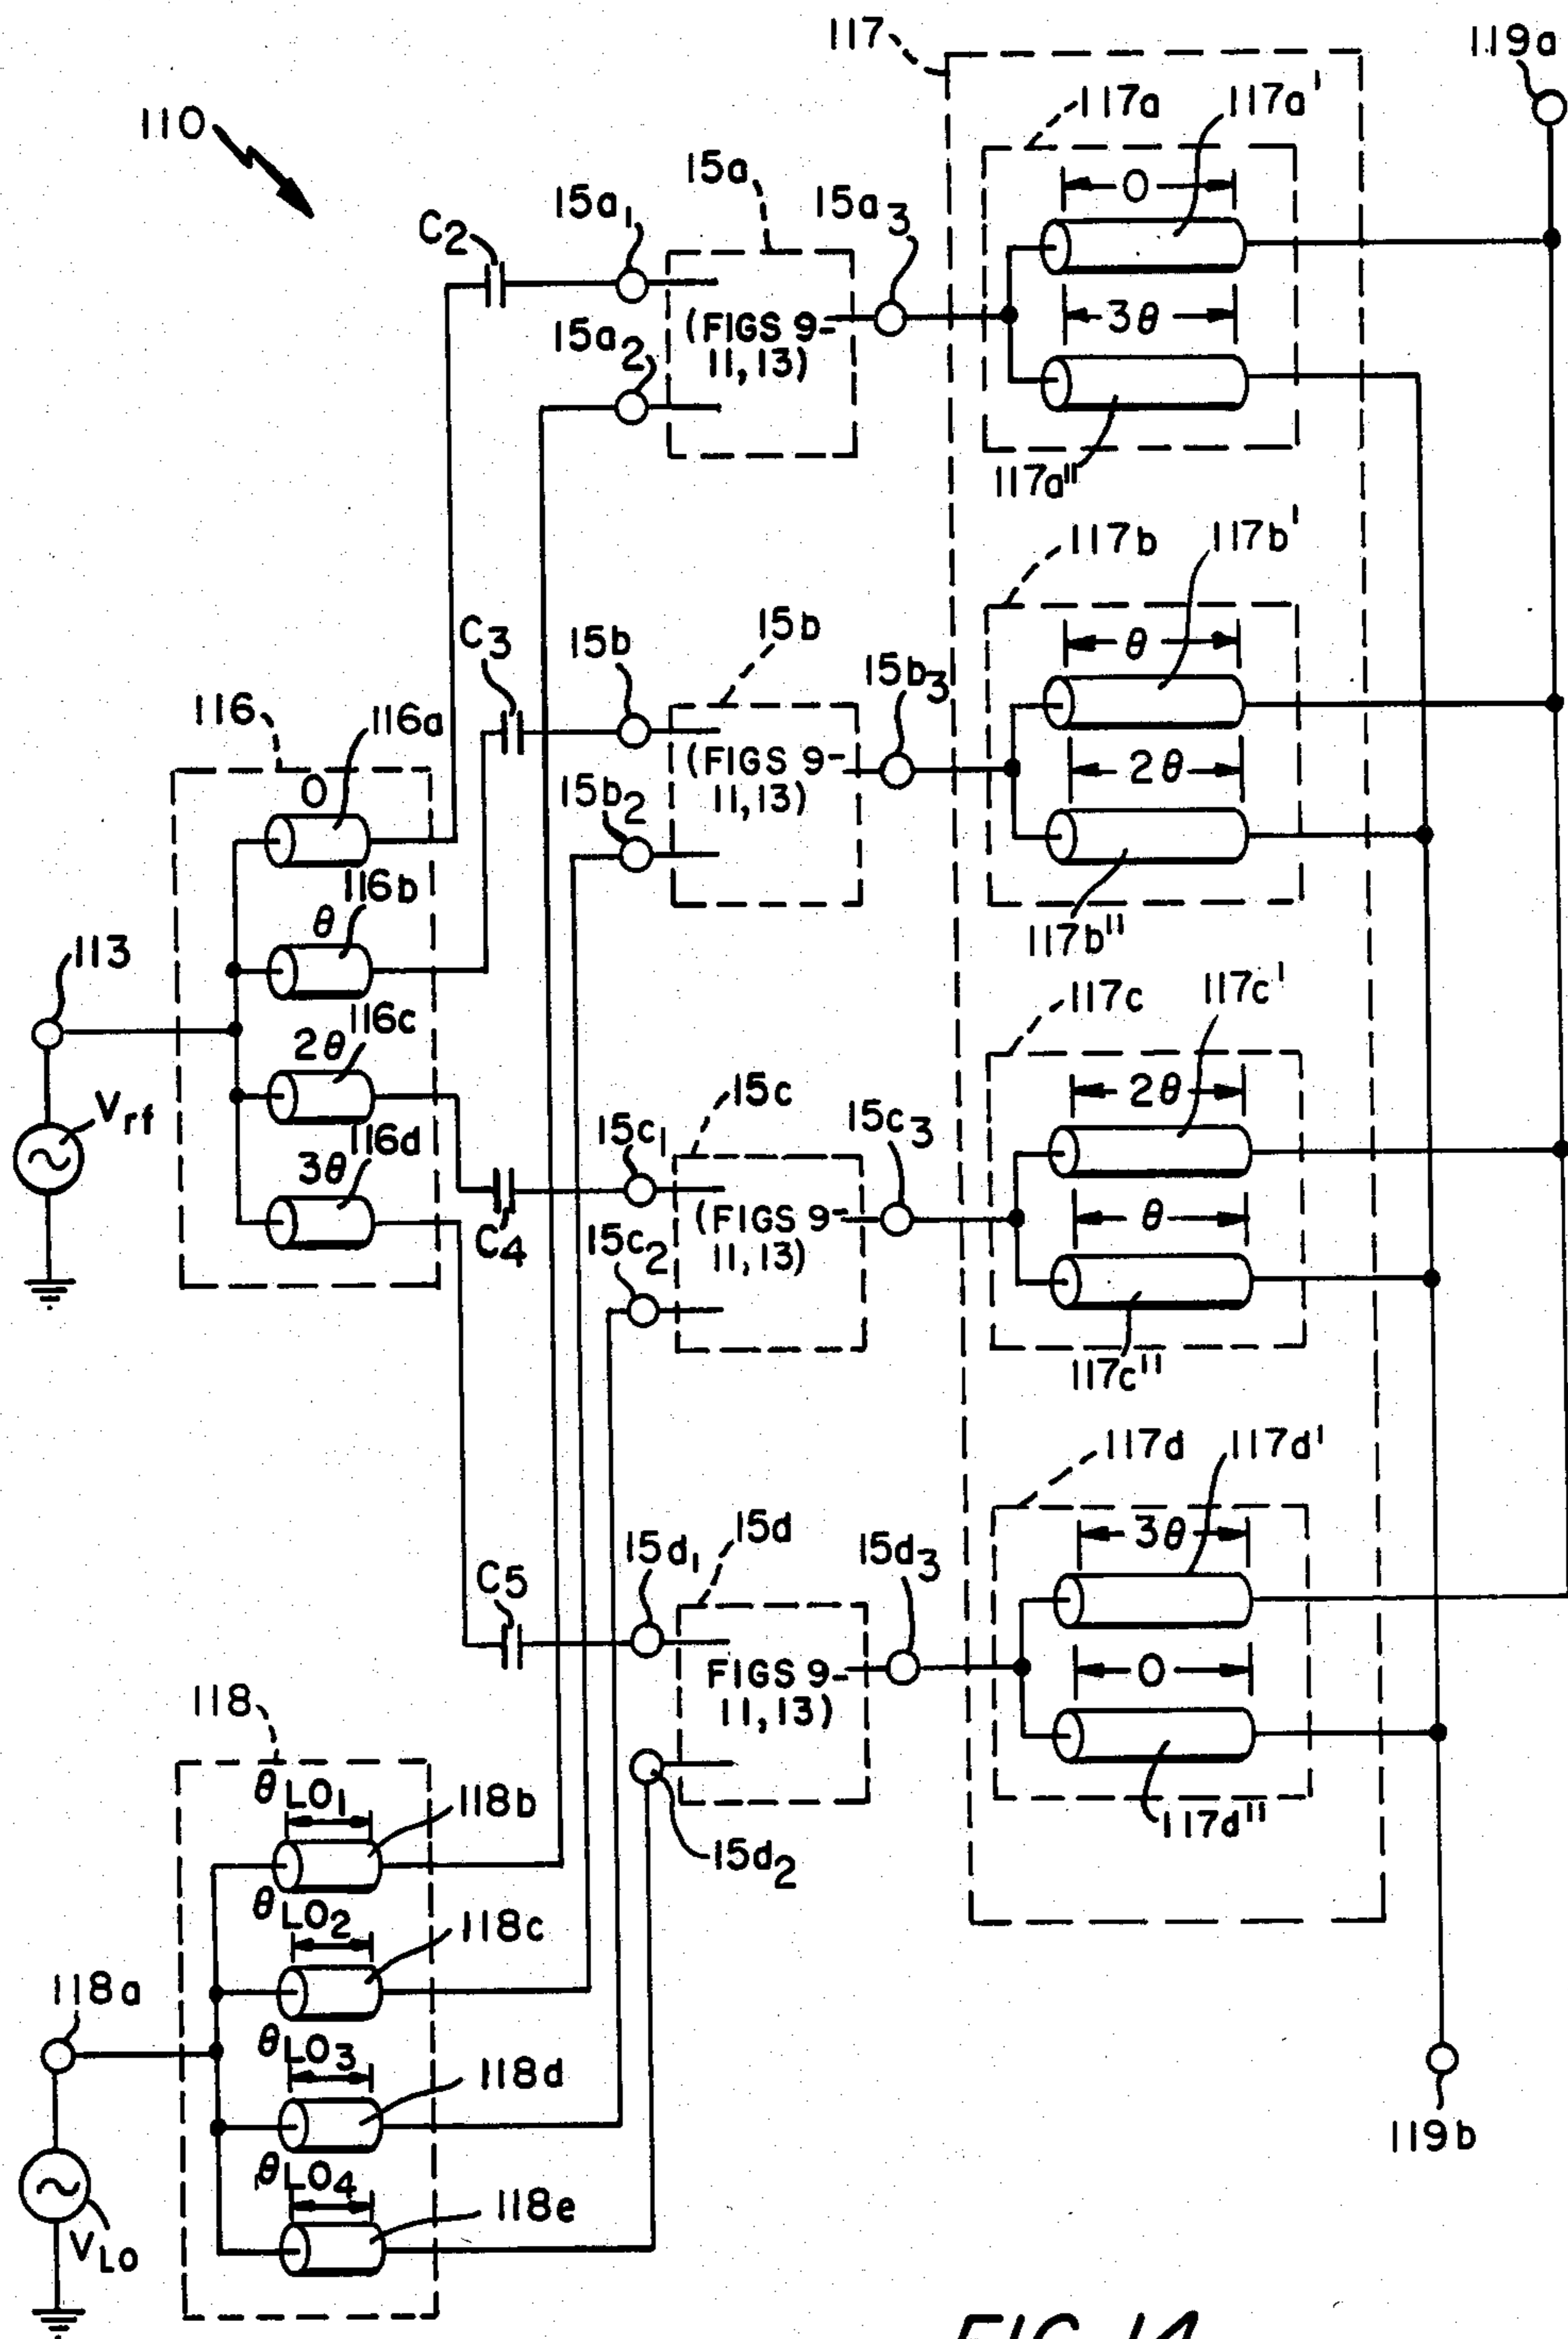 117
119a
110
117a
117a'
15a
15a1
15a3
C2
0
(FIGS 9-
11, 13)
15a2
3θ
117a"
117b
117b'
C3
15b
15b
15b3
θ
116
116a
(FIGS 9-
11, 13)
2θ
15b2
0
116b
θ
117b"
113
116c
117c
117c'
2θ
15c
2θ
Vrf
116d
15c1
15c3
3θ
(FIGS 9-
11, 13)
θ
C4
15c2
117c"
117d
117d'
15d
15d1
15d3
3θ
C5
FIGS 9-
11, 13)
0
118
θLO1
118b
117d"
15d2
θLO2
118c
118a
θLO3
118d
119b
θLO4
118e
VLO
FIG. 14